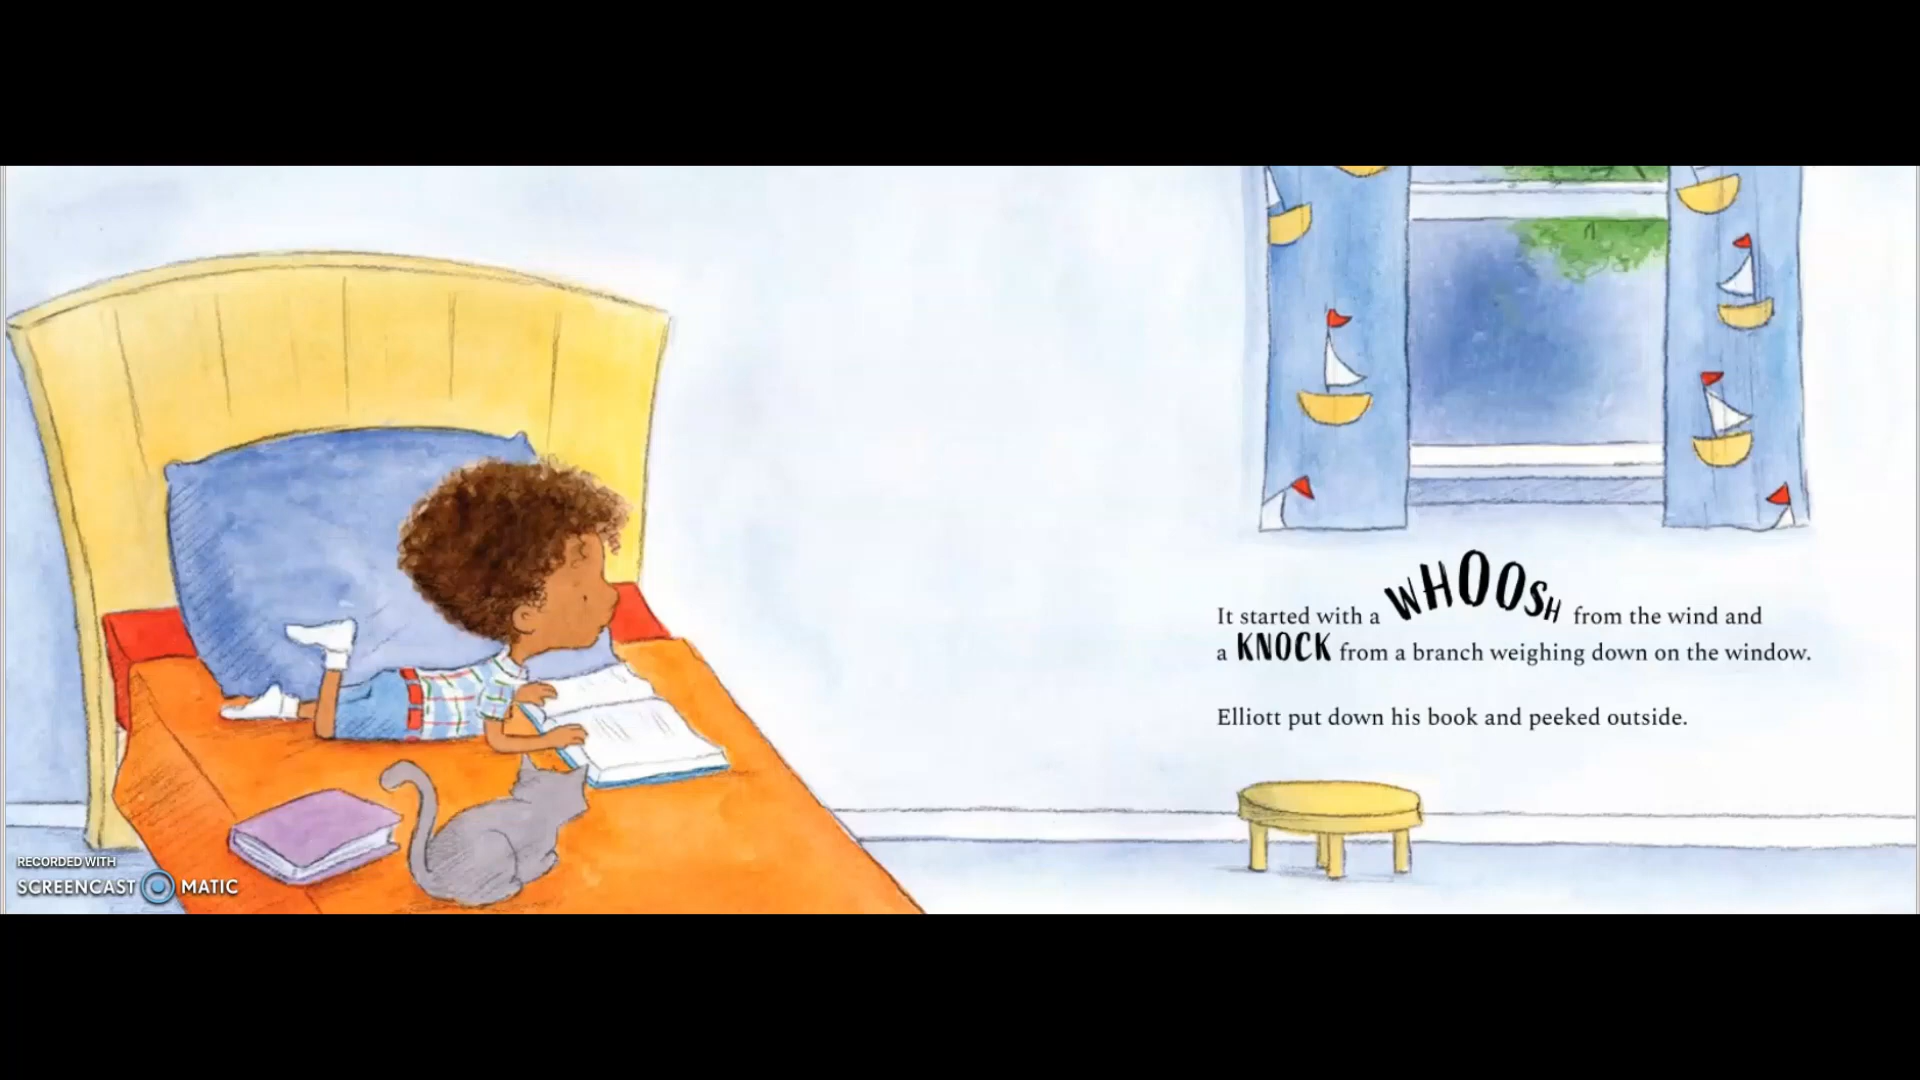 It started with a WHOOSH from the wind and
a KNOCK from a branch weighing down on the window.
Elliott put down his book and peeked outside.
RECORDED WITH
SCREENCAST MATIC